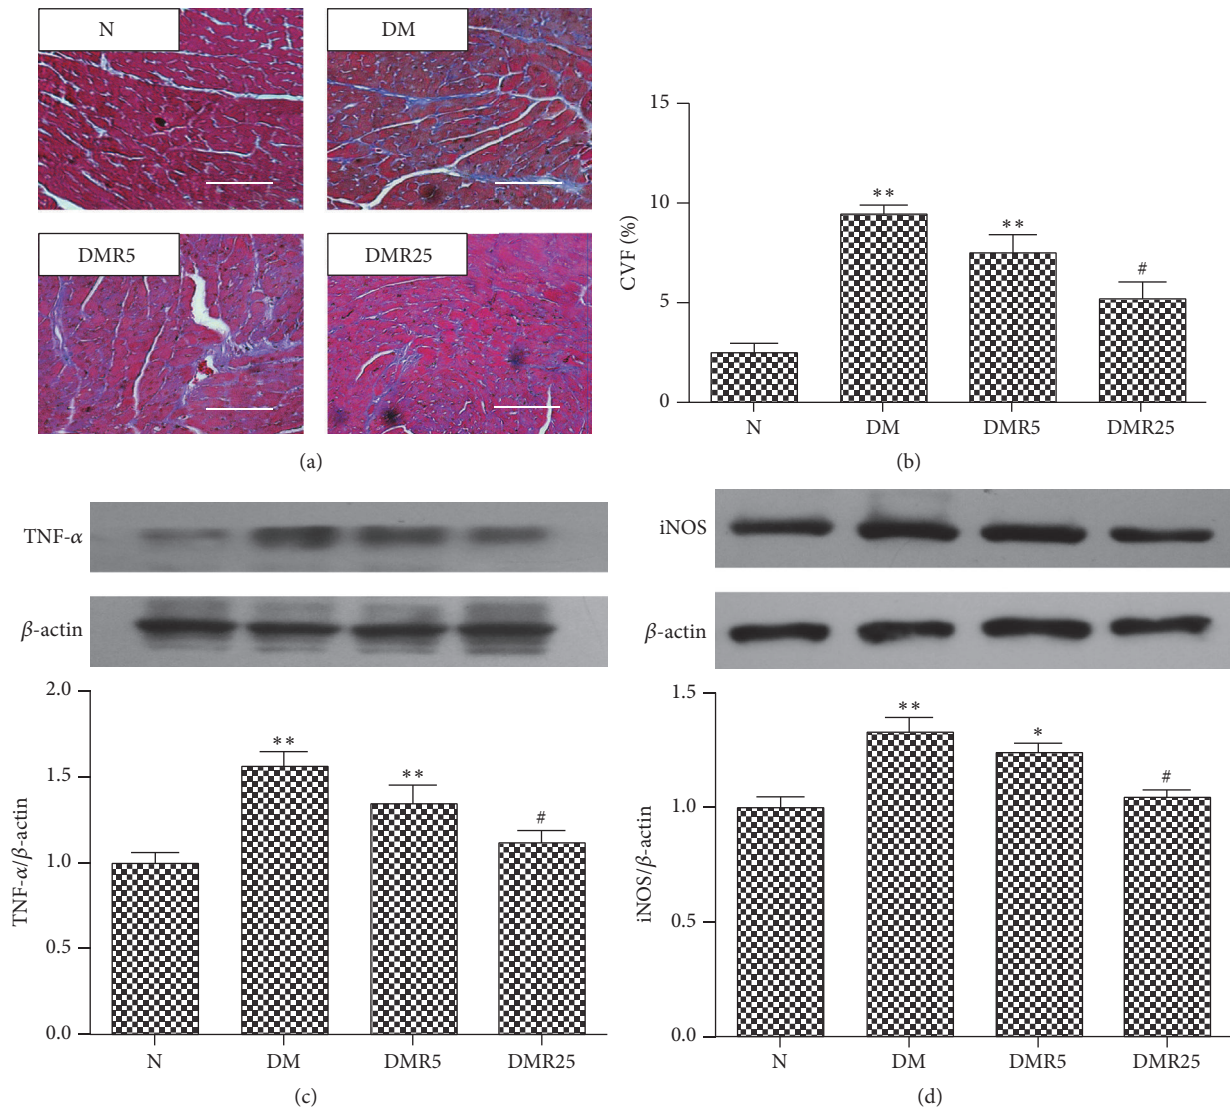 N
DM
DMR5
DMR25
(a)
15
10
5
0
CVF (%)
**
**
#
N
DM
DMR5
DMR25
(b)
TNF-α
β-actin
2.0
1.5
1.0
0.5
0.0
TNF-α/β-actin
**
**
#
N
DM
DMR5
DMR25
(c)
iNOS
β-actin
1.5
1.0
0.5
0.0
iNOS/β-actin
**
*
#
N
DM
DMR5
DMR25
(d)